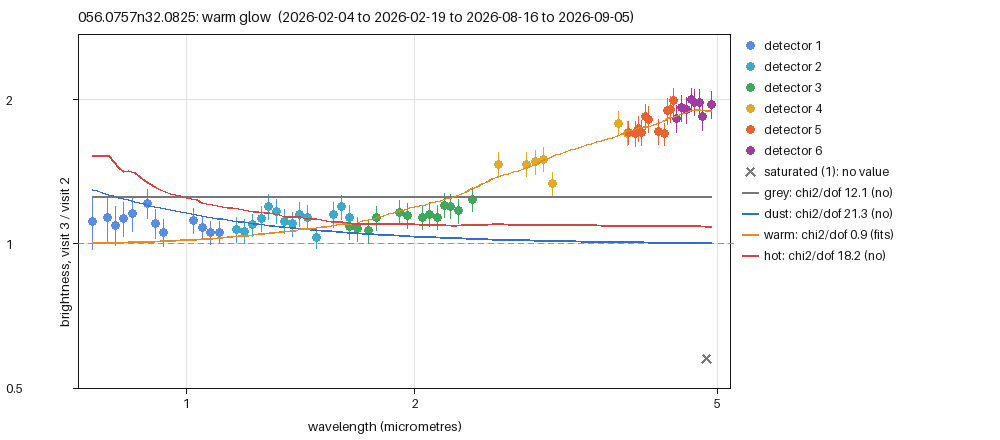 056.0757n32.0825: warm glow (2026-02-04 to 2026-02-19 to 2026-08-16 to 2026-09-05)
detector 1
detector 2
detector 3
detector 4
detector 5
detector 6
saturated (1): no value
grey: chi2/dof 12.1 (no)
dust: chi2/dof 21.3 (no)
warm: chi2/dof 0.9 (fits)
hot: chi2/dof 18.2 (no)
brightness, visit 3 / visit 2
2
1
0.5
1
2
5
wavelength (micrometres)